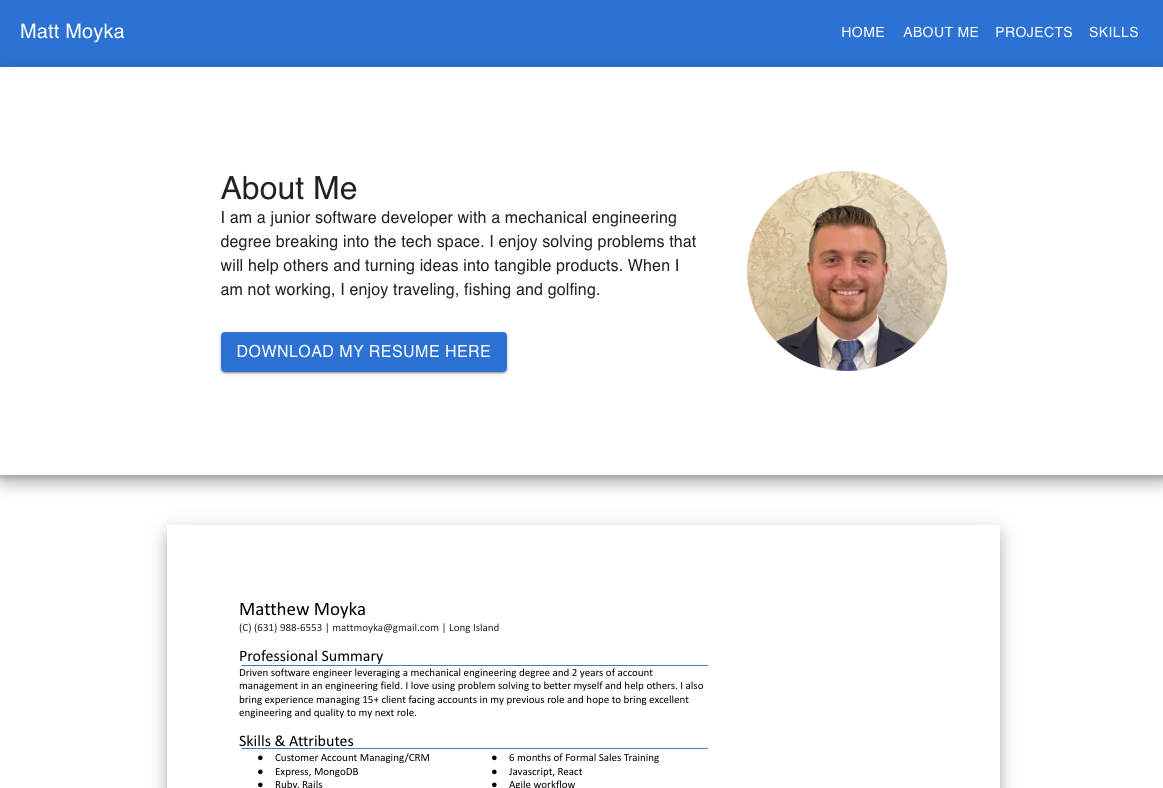 Matt Moyka
HOME ABOUT ME PROJECTS SKILLS
About Me
I am a junior software developer with a mechanical engineering
degree breaking into the tech space. I enjoy solving problems that
will help others and turning ideas into tangible products. When I
am not working, I enjoy traveling, fishing and golfing.
DOWNLOAD MY RESUME HERE
Matthew Moyka
(C) (631) 988-6553 | mattmoyka@gmail.com | Long Island
Professional Summary
Driven software engineer leveraging a mechanical engineering degree and 2 years of account
management in an engineering field. I love using problem solving to better myself and help others. I also
bring experience managing 15+ client facing accounts in my previous role and hope to bring excellent
engineering and quality to my next role.
Skills & Attributes
● Customer Account Managing/CRM
● Express, MongoDB
● Ruby, Rails
● 6 months of Formal Sales Training
● Javascript, React
● Agile workflow